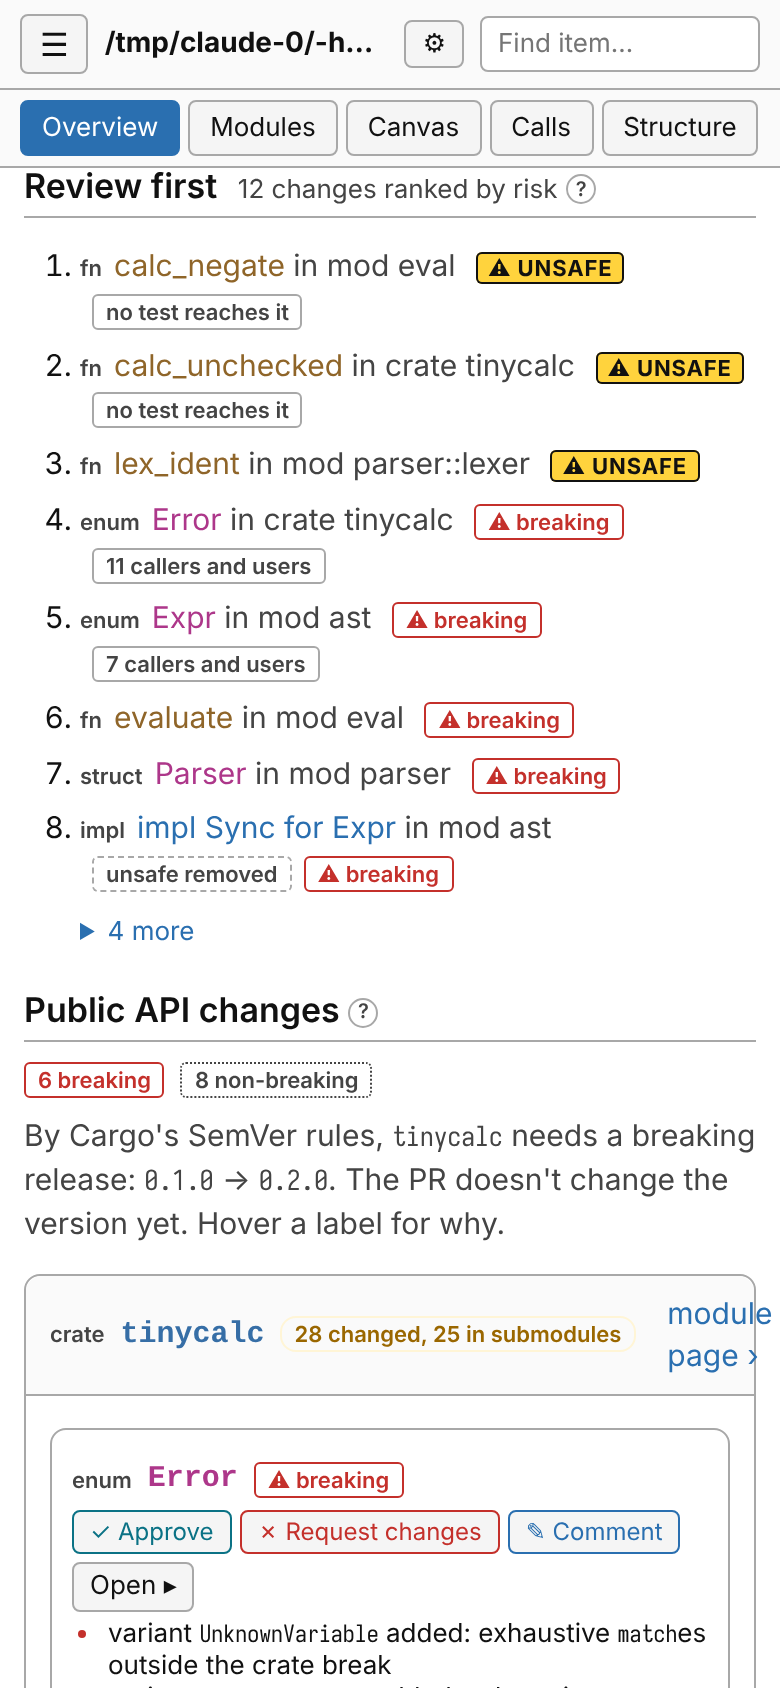 ☰ /tmp/claude-0/-h... ⚙ Find item...
Overview Modules Canvas Calls Structure
Review first 12 changes ranked by risk ?
1. fn calc_negate in mod eval ⚠ UNSAFE
no test reaches it
2. fn calc_unchecked in crate tinycalc ⚠ UNSAFE
no test reaches it
3. fn lex_ident in mod parser::lexer ⚠ UNSAFE
4. enum Error in crate tinycalc ⚠ breaking
11 callers and users
5. enum Expr in mod ast ⚠ breaking
7 callers and users
6. fn evaluate in mod eval ⚠ breaking
7. struct Parser in mod parser ⚠ breaking
8. impl impl Sync for Expr in mod ast
unsafe removed ⚠ breaking
▶ 4 more
Public API changes ?
6 breaking 8 non-breaking
By Cargo's SemVer rules, tinycalc needs a breaking
release: 0.1.0 → 0.2.0. The PR doesn't change the
version yet. Hover a label for why.
crate tinycalc 28 changed, 25 in submodules module
page ›
enum Error ⚠ breaking
✓ Approve × Request changes ✎ Comment
Open ▸
• variant UnknownVariable added: exhaustive matches
outside the crate break